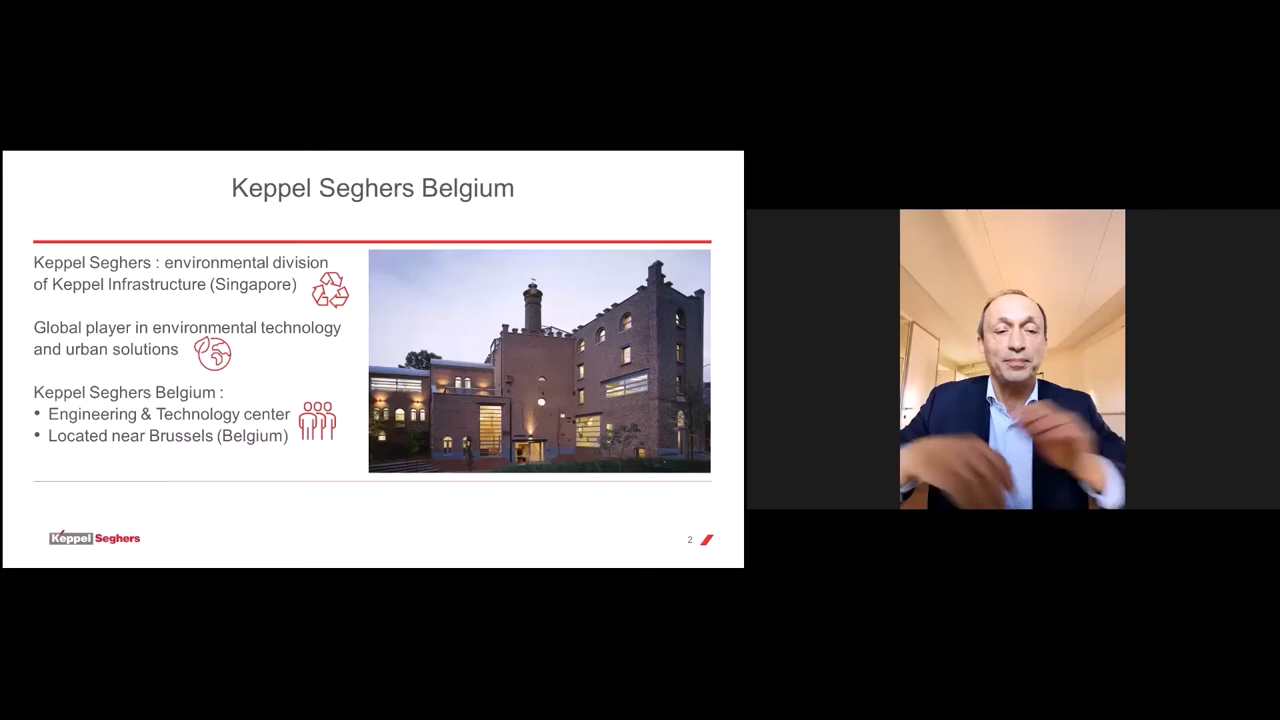 Keppel Seghers Belgium
Keppel Seghers : environmental division
of Keppel Infrastructure (Singapore)
Global player in environmental technology
and urban solutions
Keppel Seghers Belgium :
• Engineering & Technology center
• Located near Brussels (Belgium)
Keppel Seghers
2